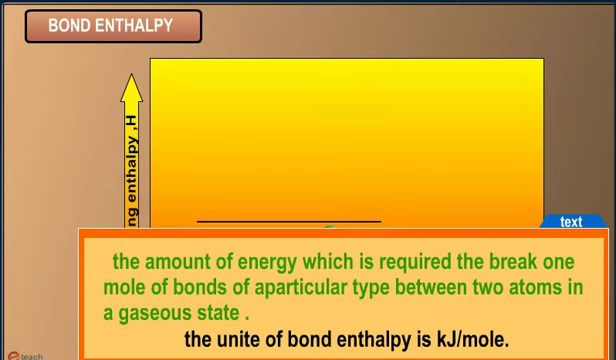 BOND ENTHALPY
ng enthalpy ,H
text
the amount of energy which is required the break one
mole of bonds of aparticular type between two atoms in
a gaseous state .
the unite of bond enthalpy is kJ/mole.
eteach